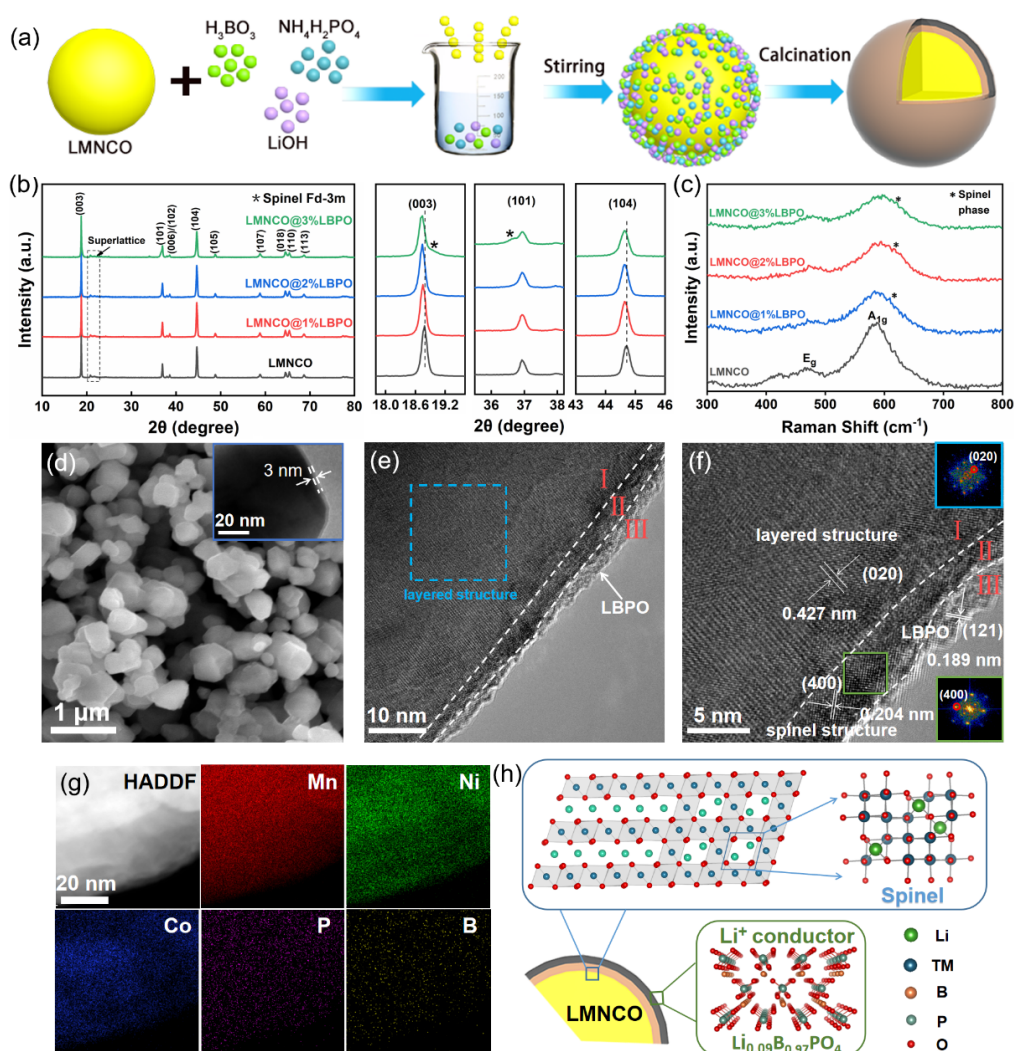 (a)
H₃BO₃
NH₄H₂PO₄
LiOH
LMNCO
200
150
100
Stirring
Calcination
(b)
(003)
* Spinel Fd-3m
LMNCO@3%LBPO
Superlattice
(101)
(006)/(102)
(104)
(105)
(107)
(018)
(110)
(113)
LMNCO@2%LBPO
LMNCO@1%LBPO
LMNCO
Intensity (a.u.)
10 20 30 40 50 60 70 80
2θ (degree)
(003)
*
(101)
*
(104)
18.0 18.6 19.2
36 37 38
43 44 45 46
2θ (degree)
(c)
* Spinel
phase
LMNCO@3%LBPO
*
LMNCO@2%LBPO
*
LMNCO@1%LBPO
*
A₁g
Eg
LMNCO
Intensity (a.u.)
300 400 500 600 700 800
Raman Shift (cm⁻¹)
(d)
3 nm
20 nm
1 μm
(e)
I
II
III
layered structure
LBPO
10 nm
(f)
(020)
I
II
III
layered structure
(020)
0.427 nm
LBPO
(121)
0.189 nm
(400)
(400)
0.204 nm
spinel structure
5 nm
(g)
HADDF
Mn
Ni
20 nm
Co
P
B
(h)
Spinel
Li⁺ conductor
LMNCO
Li₀.₀₉B₀.₉₇PO₄
Li
TM
B
P
O